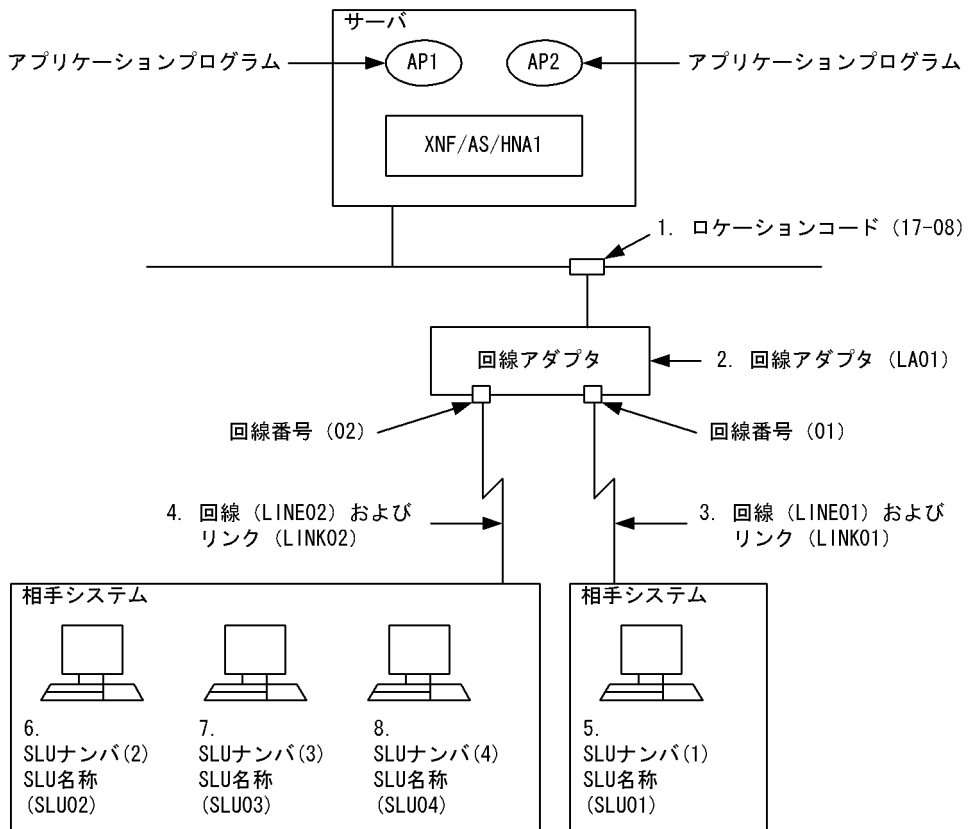 サーバ
アプリケーションプログラム
AP1
AP2
アプリケーションプログラム
XNF/AS/HNA1
1. ロケーションコード(17-08)
回線アダプタ
2. 回線アダプタ(LA01)
回線番号(02)
回線番号(01)
4. 回線(LINE02)および
リンク(LINK02)
3. 回線(LINE01)および
リンク(LINK01)
相手システム
6.
SLUナンバ(2)
SLU名称
(SLU02)
7.
SLUナンバ(3)
SLU名称
(SLU03)
8.
SLUナンバ(4)
SLU名称
(SLU04)
相手システム
5.
SLUナンバ(1)
SLU名称
(SLU01)